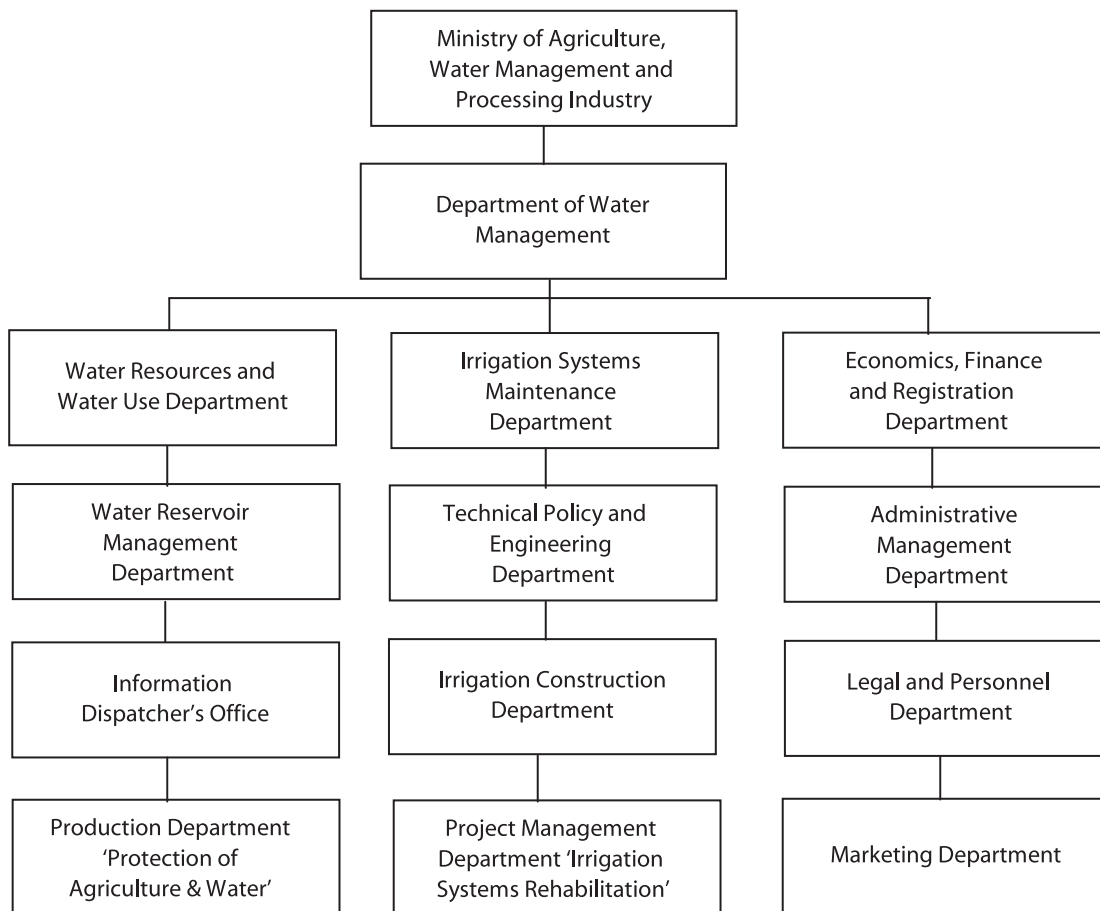 Ministry of Agriculture,
Water Management and
Processing Industry
Department of Water
Management
Water Resources and
Water Use Department
Irrigation Systems
Maintenance
Department
Economics, Finance
and Registration
Department
Water Reservoir
Management
Department
Technical Policy and
Engineering
Department
Administrative
Management
Department
Information
Dispatcher’s Office
Irrigation Construction
Department
Legal and Personnel
Department
Production Department
‘Protection of
Agriculture & Water’
Project Management
Department ‘Irrigation
Systems Rehabilitation’
Marketing Department